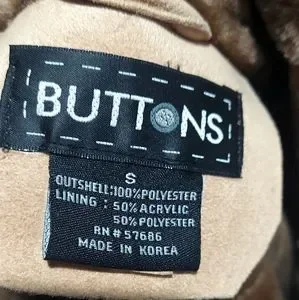 BUTTONS
S
OUTSHELL:100%POLYESTER
LINING : 50% ACRYLIC
50% POLYESTER
RN # 57686
MADE IN KOREA